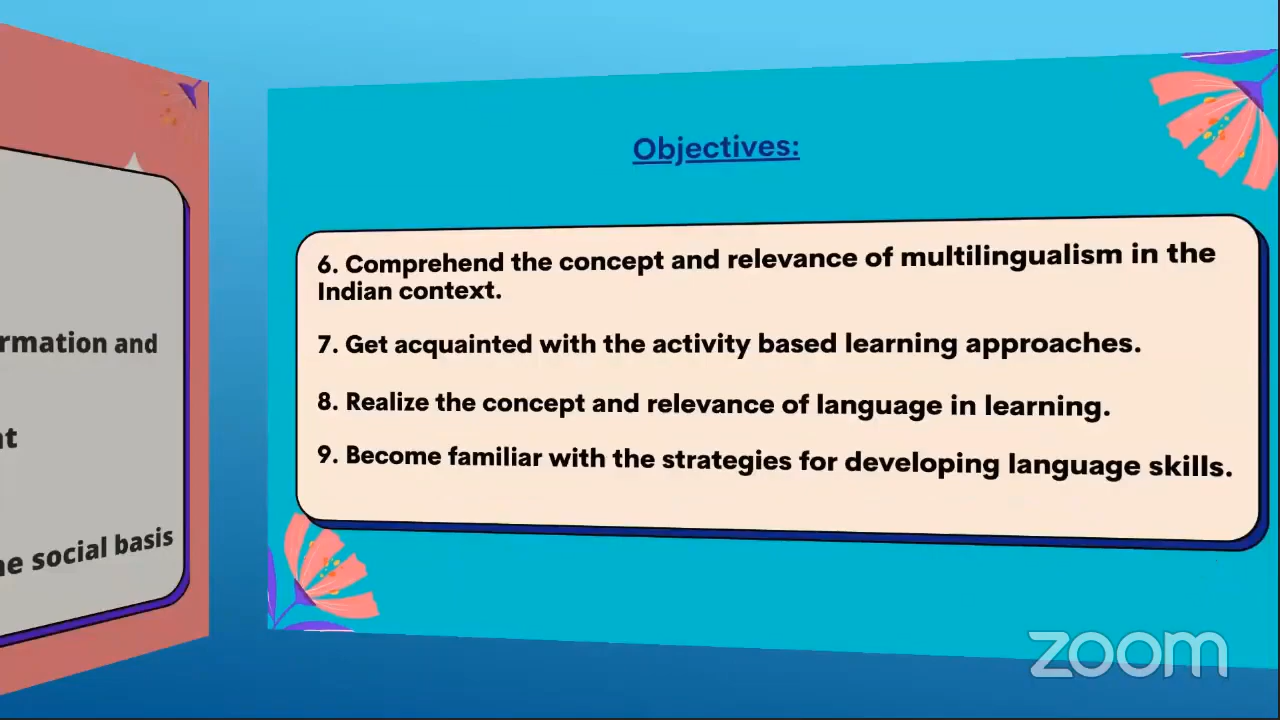 rmation and
nt
he social basis
Objectives:
6. Comprehend the concept and relevance of multilingualism in the
Indian context.
7. Get acquainted with the activity based learning approaches.
8. Realize the concept and relevance of language in learning.
9. Become familiar with the strategies for developing language skills.
zoom